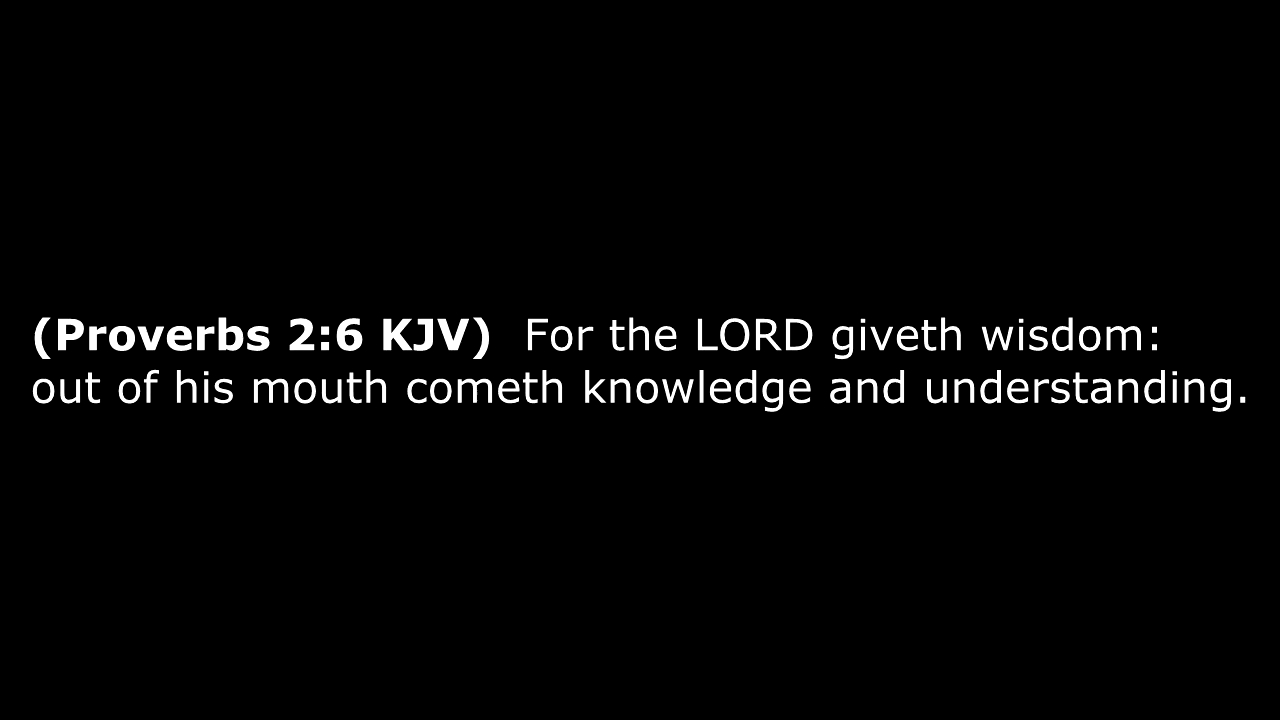 (Proverbs 2:6 KJV)  For the LORD giveth wisdom:
out of his mouth cometh knowledge and understanding.